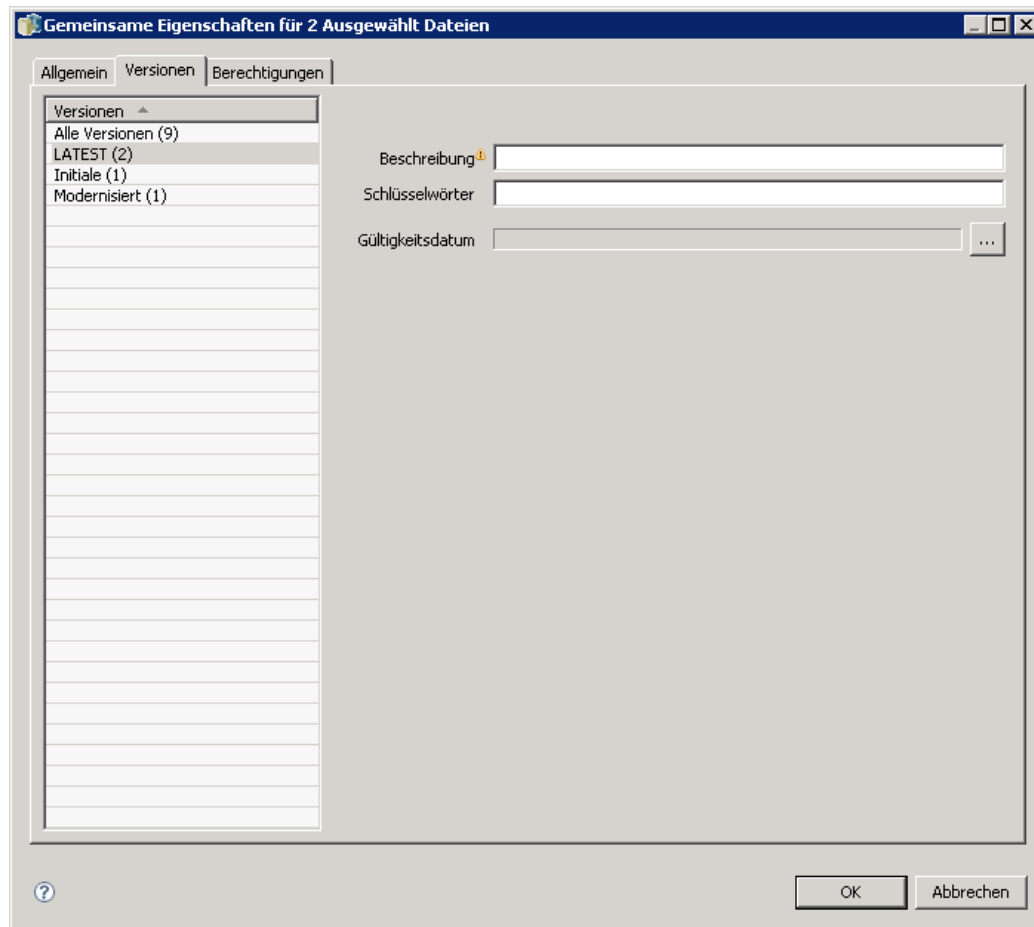 Gemeinsame Eigenschaften für 2 Ausgewählt Dateien
Allgemein Versionen Berechtigungen
Versionen
Alle Versionen (9)
LATEST (2)
Initiale (1)
Modernisiert (1)
Beschreibung
Schlüsselwörter
Gültigkeitsdatum ...
? OK Abbrechen